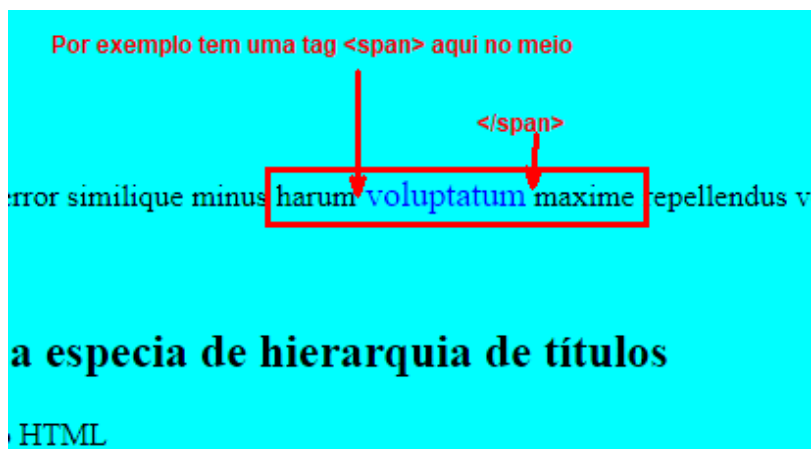 Por exemplo tem uma tag <span> aqui no meio
</span>
error similique minus harum voluptatum maxime repellendus v
a especia de hierarquia de títulos
HTML